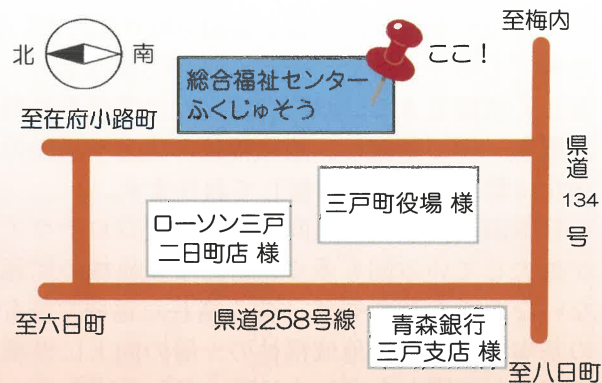 至梅内
北
南
ここ！
総合福祉センター
ふくじゅそう
至在府小路町
県道134号
三戸町役場 様
ローソン三戸
二日町店 様
県道258号線
至六日町
青森銀行
三戸支店 様
至八日町